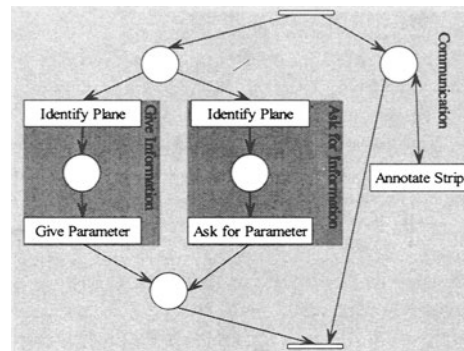 Communication
Identify Plane
Give Information
Identify Plane
Ask for Information
Annotate Strip
Give Parameter
Ask for Parameter